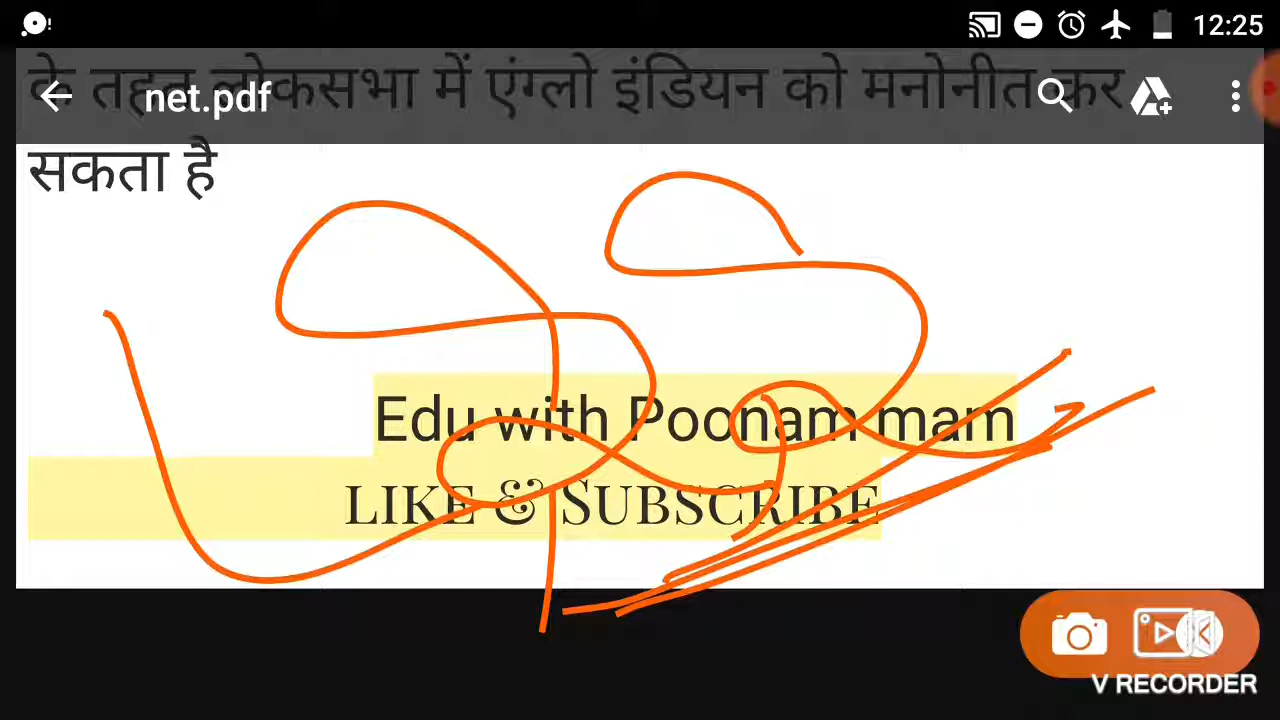 12:25
के तहत लोकसभा में एंग्लो इंडियन को मनोनीत कर
net.pdf
सकता है
Edu with Poonam mam
LIKE & SUBSCRIBE
V RECORDER